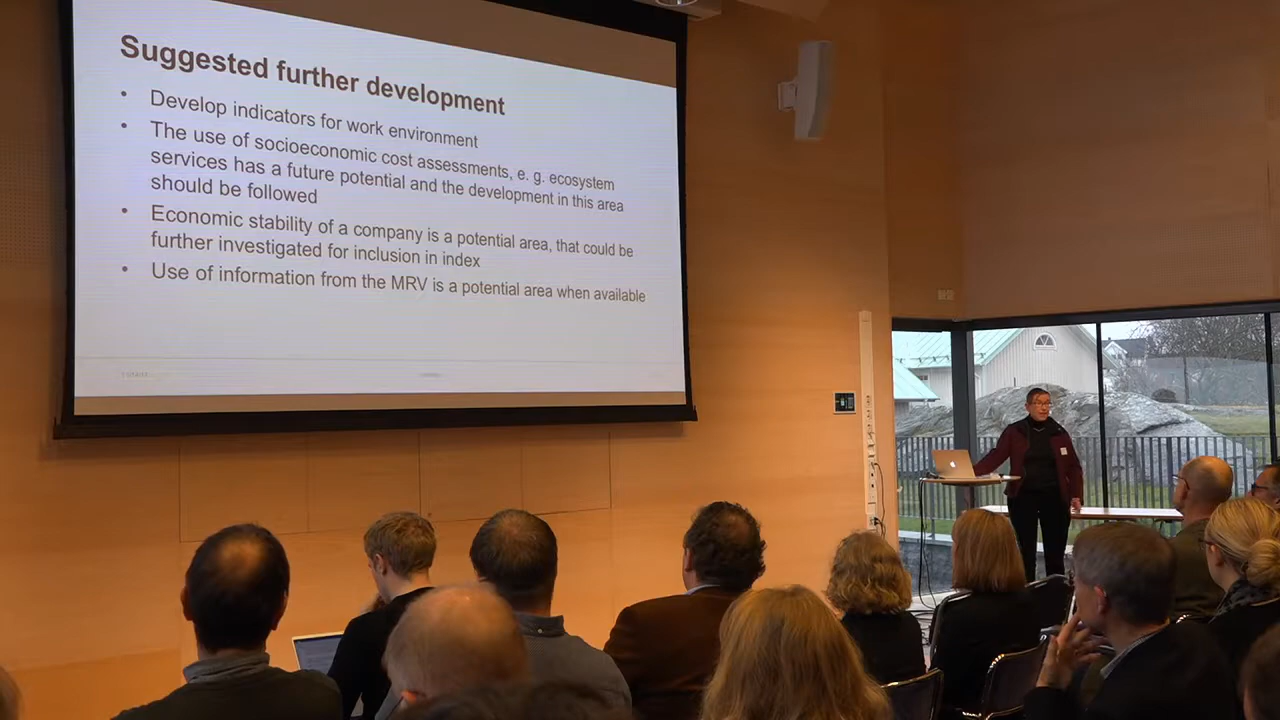 Suggested further development
• Develop indicators for work environment
• The use of socioeconomic cost assessments, e. g. ecosystem
services has a future potential and the development in this area
should be followed
• Economic stability of a company is a potential area, that could be
further investigated for inclusion in index
• Use of information from the MRV is a potential area when available